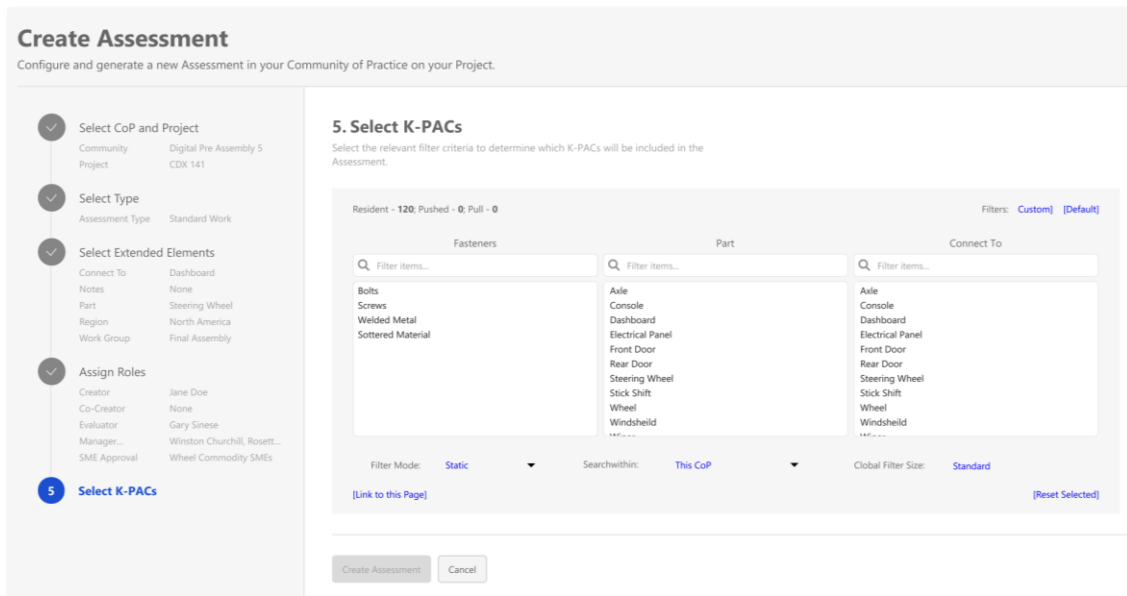 Create Assessment
Configure and generate a new Assessment in your Community of Practice on your Project.
Select CoP and Project
Community Digital Pre Assembly 5
Project CDX 141
Select Type
Assessment Type Standard Work
Select Extended Elements
Connect To Dashboard
Notes None
Part Steering Wheel
Region North America
Work Group Final Assembly
Assign Roles
Creator Jane Doe
Co-Creator None
Evaluator Gary Sinese
Manager... Winston Churchill, Rosett...
SME Approval Wheel Commodity SMEs
5 Select K-PACs
5. Select K-PACs
Select the relevant filter criteria to determine which K-PACs will be included in the
Assessment.
Resident - 120; Pushed - 0; Pull - 0
Filters: Custom] [Default]
Fasteners
Filter items...
Bolts
Screws
Welded Metal
Sottered Material
Part
Filter items...
Axle
Console
Dashboard
Electrical Panel
Front Door
Rear Door
Steering Wheel
Stick Shift
Wheel
Windsheild
Connect To
Filter items...
Axle
Console
Dashboard
Electrical Panel
Front Door
Rear Door
Steering Wheel
Stick Shift
Wheel
Windsheild
Filter Mode: Static
Searchwithin: This CoP
Global Filter Size: Standard
[Link to this Page]
[Reset Selected]
Create Assessment
Cancel